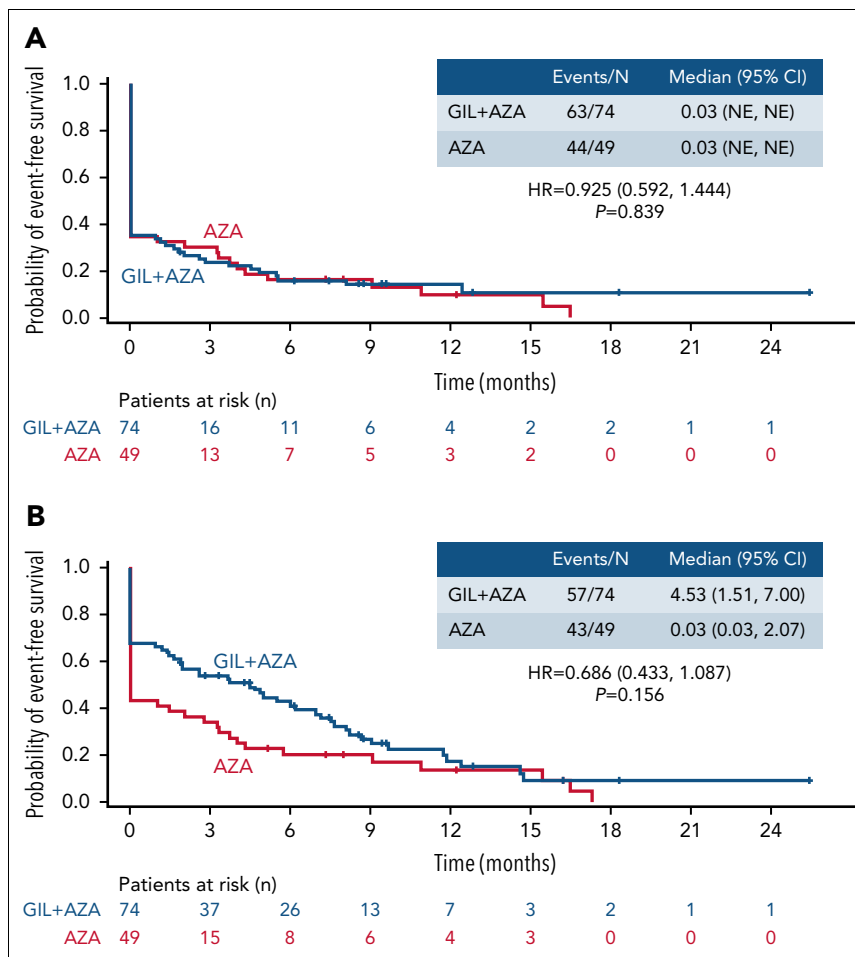 A
Probability of event-free survival
1.0
0.8
0.6
0.4
0.2
0.0
Events/N Median (95% CI)
GIL+AZA 63/74 0.03 (NE, NE)
AZA 44/49 0.03 (NE, NE)
HR=0.925 (0.592, 1.444)
P=0.839
AZA
GIL+AZA
0 3 6 9 12 15 18 21 24
Time (months)
Patients at risk (n)
GIL+AZA 74 16 11 6 4 2 2 1 1
AZA 49 13 7 5 3 2 0 0 0
B
Probability of event-free survival
1.0
0.8
0.6
0.4
0.2
0.0
Events/N Median (95% CI)
GIL+AZA 57/74 4.53 (1.51, 7.00)
AZA 43/49 0.03 (0.03, 2.07)
HR=0.686 (0.433, 1.087)
P=0.156
GIL+AZA
AZA
0 3 6 9 12 15 18 21 24
Time (months)
Patients at risk (n)
GIL+AZA 74 37 26 13 7 3 2 1 1
AZA 49 15 8 6 4 3 0 0 0